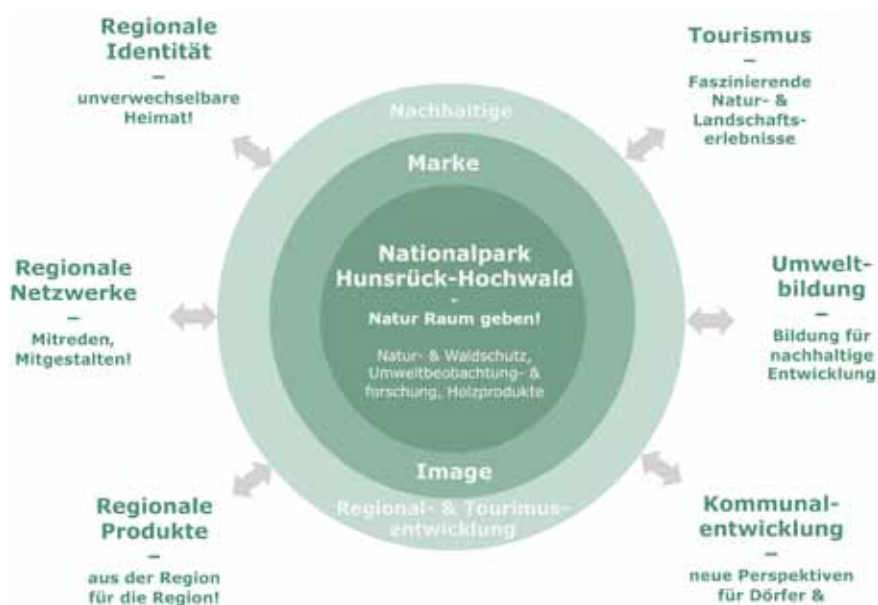 Regionale
Identität
–
unverwechselbare
Heimat!
Tourismus
–
Faszinierende
Natur- &
Landschafts-
erlebnisse
Nachhaltige
Marke
Nationalpark
Hunsrück-Hochwald
-
Natur Raum geben!
Natur- & Waldschutz,
Umweltbeobachtung- &
forschung, Holzprodukte
Image
Regional- & Tourimus-
entwicklung
Regionale
Netzwerke
–
Mitreden,
Mitgestalten!
Umwelt-
bildung
–
Bildung für
nachhaltige
Entwicklung
Regionale
Produkte
–
aus der Region
für die Region!
Kommunal-
entwicklung
–
neue Perspektiven
für Dörfer &